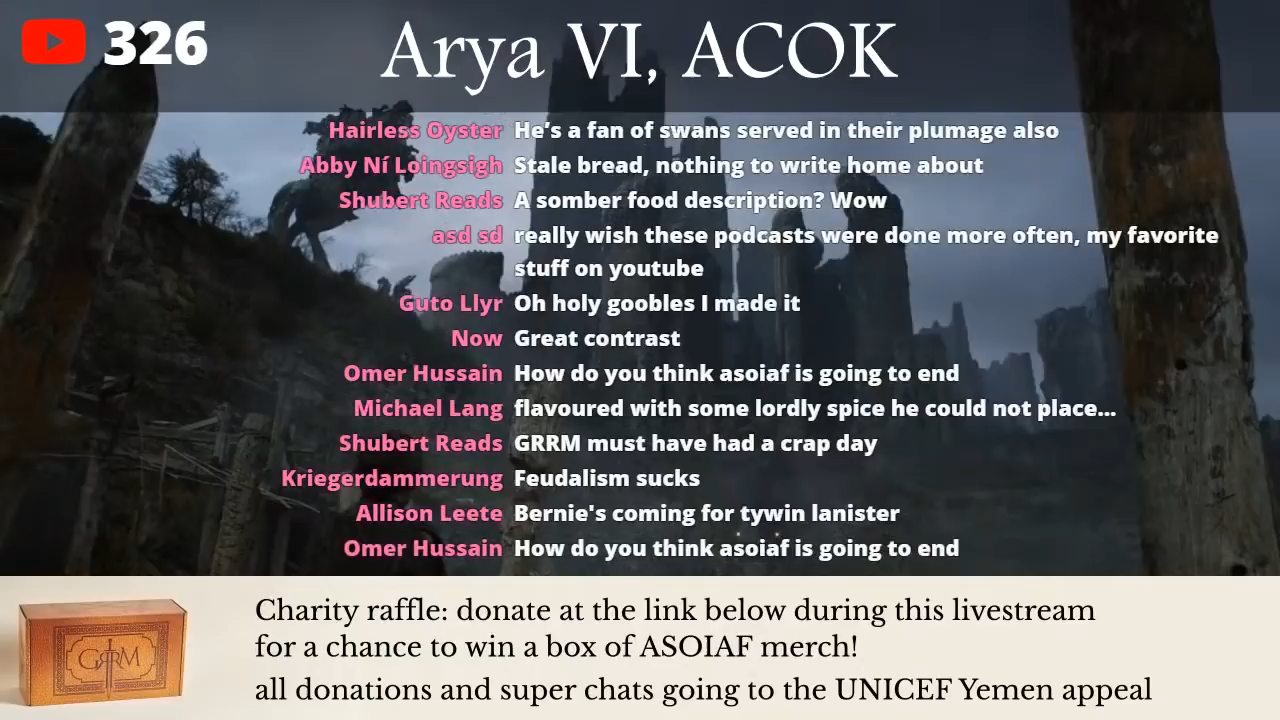 326
Arya VI, ACOK
Hairless Oyster He's a fan of swans served in their plumage also
Abby Ní Loingsigh Stale bread, nothing to write home about
Shubert Reads A somber food description? Wow
asd sd really wish these podcasts were done more often, my favorite
stuff on youtube
Guto Llyr Oh holy goobles I made it
Now Great contrast
Omer Hussain How do you think asoiaf is going to end
Michael Lang flavoured with some lordly spice he could not place...
Shubert Reads GRRM must have had a crap day
Kriegerdammerung Feudalism sucks
Allison Leete Bernie's coming for tywin lanister
Omer Hussain How do you think asoiaf is going to end
GRRM
Charity raffle: donate at the link below during this livestream
for a chance to win a box of ASOIAF merch!
all donations and super chats going to the UNICEF Yemen appeal